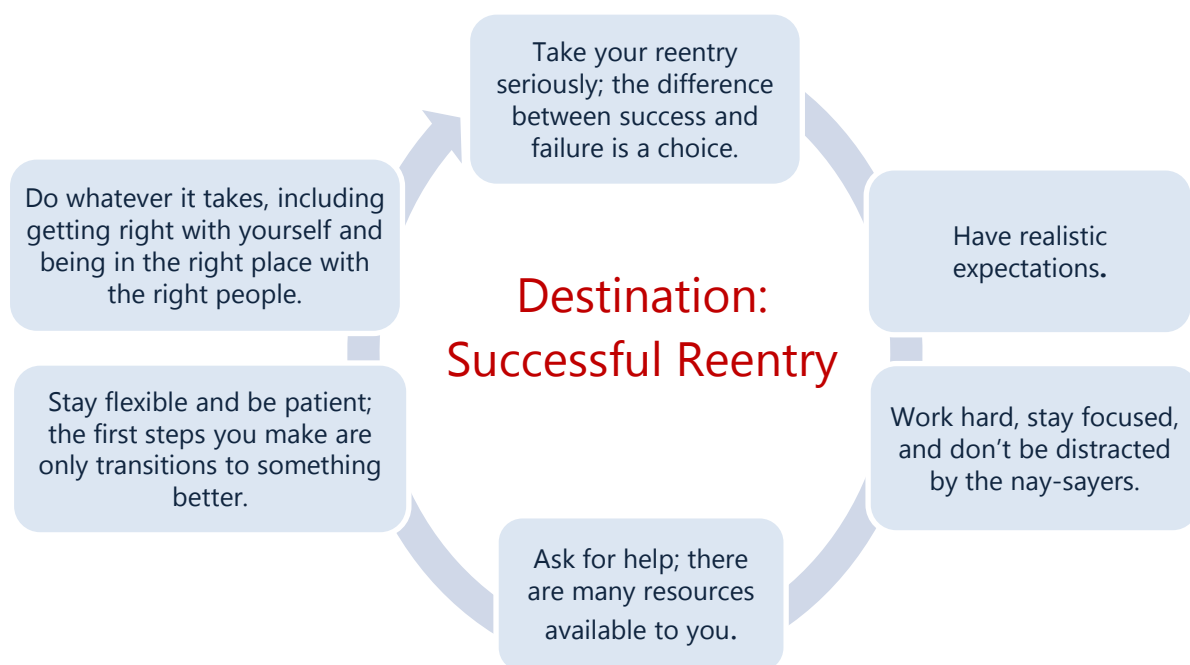 Take your reentry
seriously; the difference
between success and
failure is a choice.
Have realistic
expectations.
Work hard, stay focused,
and don’t be distracted
by the nay-sayers.
Ask for help; there
are many resources
available to you.
Stay flexible and be patient;
the first steps you make are
only transitions to something
better.
Do whatever it takes, including
getting right with yourself and
being in the right place with
the right people.
Destination:
Successful Reentry